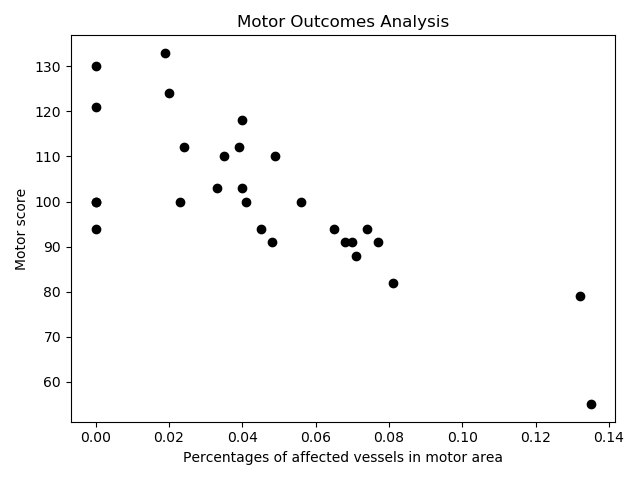 Motor Outcomes Analysis
130
120
110
100
90
80
70
60
Motor score
0.00 0.02 0.04 0.06 0.08 0.10 0.12 0.14
Percentages of affected vessels in motor area